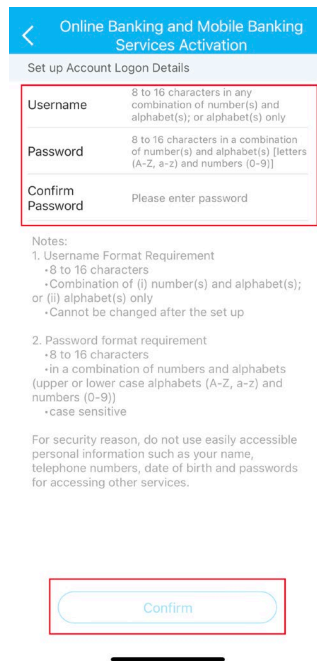 Online Banking and Mobile Banking
Services Activation
Set up Account Logon Details
Username
8 to 16 characters in any
combination of number(s) and
alphabet(s); or alphabet(s) only
Password
8 to 16 characters in a combination
of number(s) and alphabet(s) [letters
(A-Z, a-z) and numbers (0-9)]
Confirm
Password
Please enter password
Notes:
1. Username Format Requirement
•8 to 16 characters
•Combination of (i) number(s) and alphabet(s);
or (ii) alphabet(s) only
•Cannot be changed after the set up
2. Password format requirement
•8 to 16 characters
•in a combination of numbers and alphabets
(upper or lower case alphabets (A-Z, a-z) and
numbers (0-9))
•case sensitive
For security reason, do not use easily accessible
personal information such as your name,
telephone numbers, date of birth and passwords
for accessing other services.
Confirm